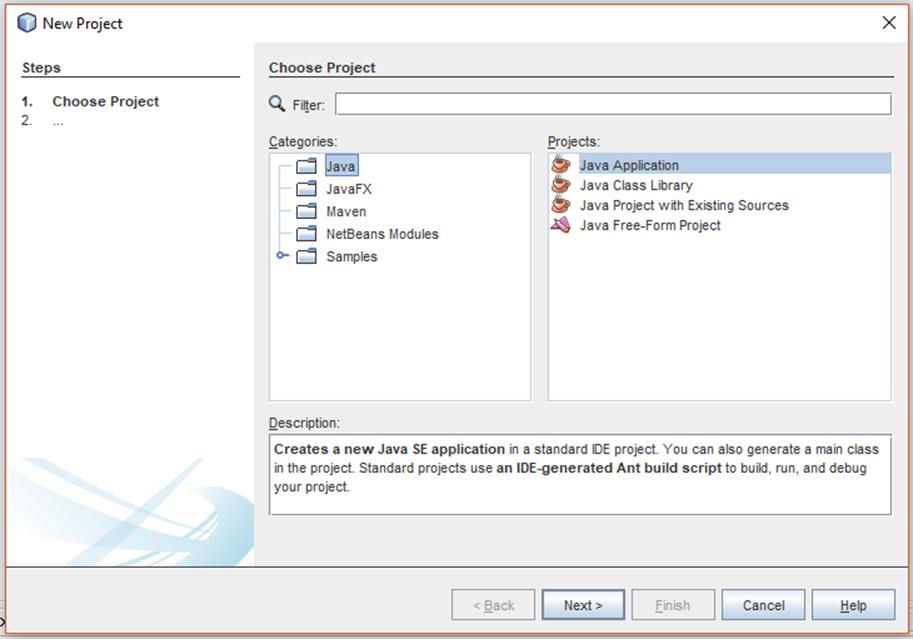 New Project
Steps
1. Choose Project
2. ...
Choose Project
Filter:
Categories:
Java
JavaFX
Maven
NetBeans Modules
Samples
Projects:
Java Application
Java Class Library
Java Project with Existing Sources
Java Free-Form Project
Description:
Creates a new Java SE application in a standard IDE project. You can also generate a main class
in the project. Standard projects use an IDE-generated Ant build script to build, run, and debug
your project.
< Back
Next >
Finish
Cancel
Help